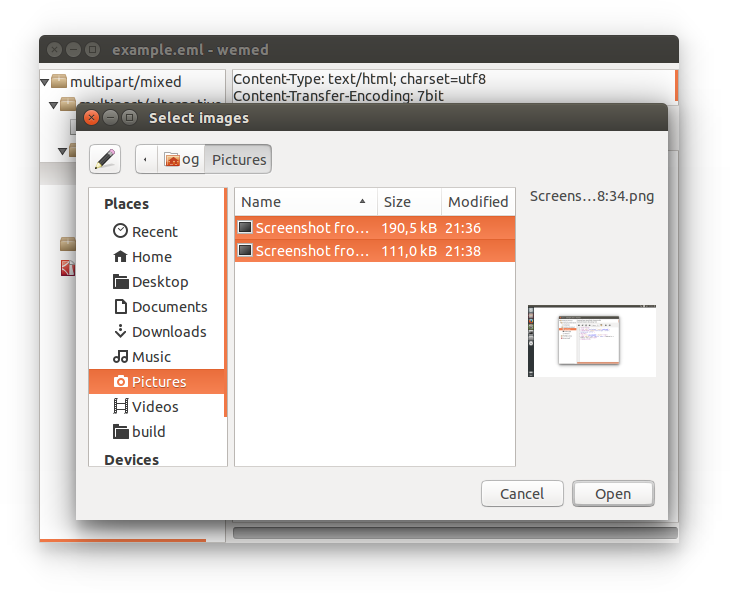 example.eml - wemed
multipart/mixed
Content-Type: text/html; charset=utf8
Content-Transfer-Encoding: 7bit
multipart/alternative
Select images
og Pictures
Places
Recent
Home
Desktop
Documents
Downloads
Music
Pictures
Videos
build
Devices
Name Size Modified
Screenshot fro... 190,5 kB 21:36
Screenshot fro... 111,0 kB 21:38
Screens...8:34.png
Cancel Open